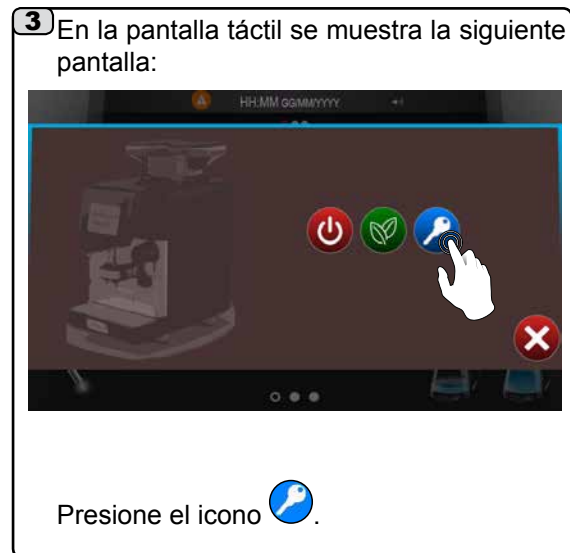 3 En la pantalla táctil se muestra la siguiente
pantalla:
A HH:MM GG/MM/YYYY
Presione el icono .